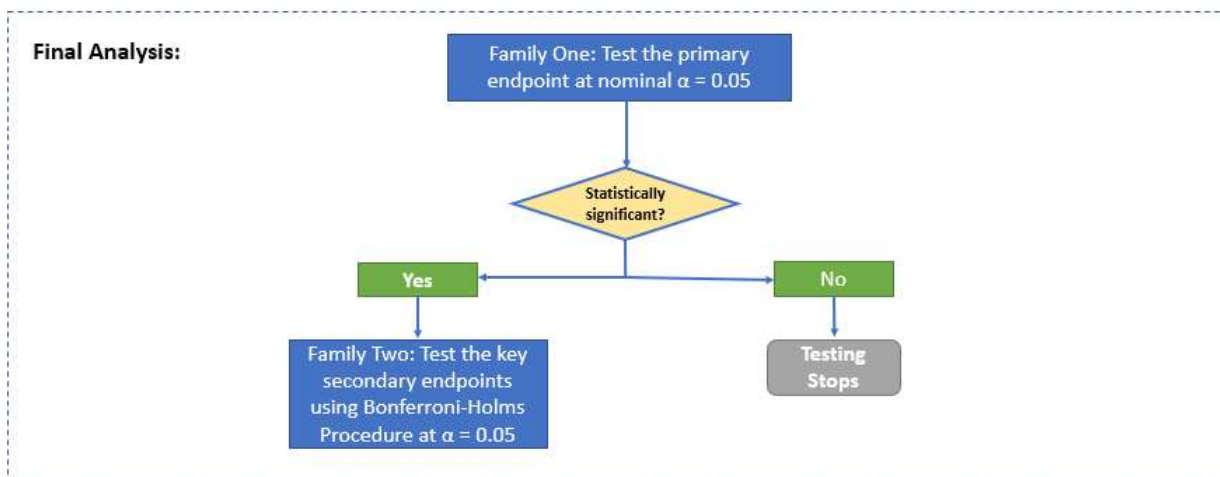 Final Analysis:
Family One: Test the primary
endpoint at nominal α = 0.05
Statistically
significant?
Yes
No
Family Two: Test the key
secondary endpoints
using Bonferroni-Holms
Procedure at α = 0.05
Testing
Stops